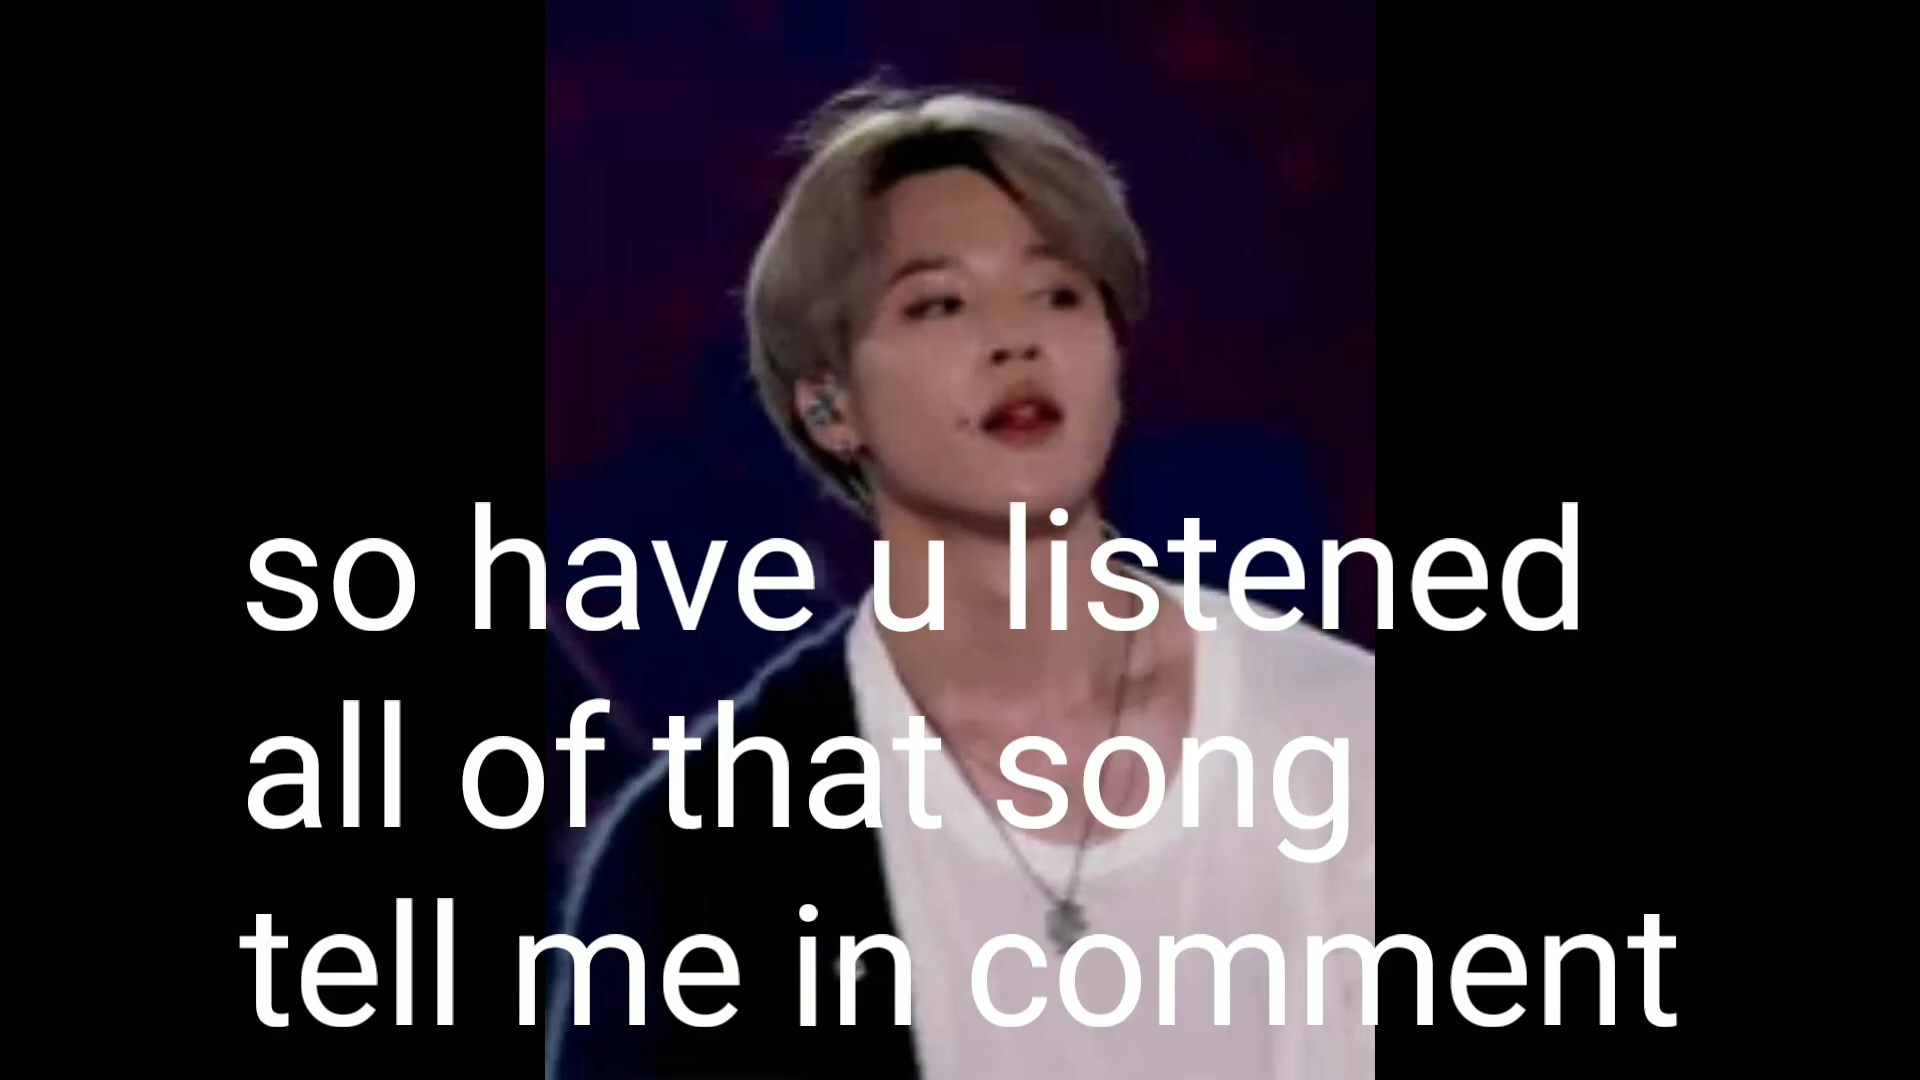 so have u listened
all of that song
tell me in comment